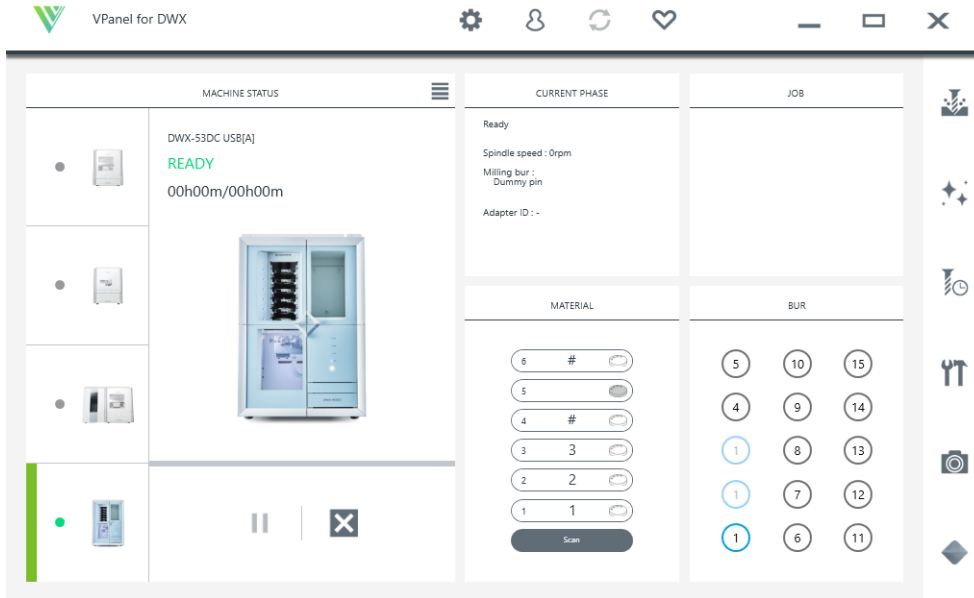 VPanel for DWX
MACHINE STATUS
DWX-53DC USB[A]
READY
00h00m/00h00m
CURRENT PHASE
Ready
Spindle speed : 0rpm
Milling bur :
Dummy pin
Adapter ID : -
JOB
MATERIAL
6 #
5
4 #
3 3
2 2
1 1
Scan
BUR
5 10 15
4 9 14
1 8 13
1 7 12
1 6 11